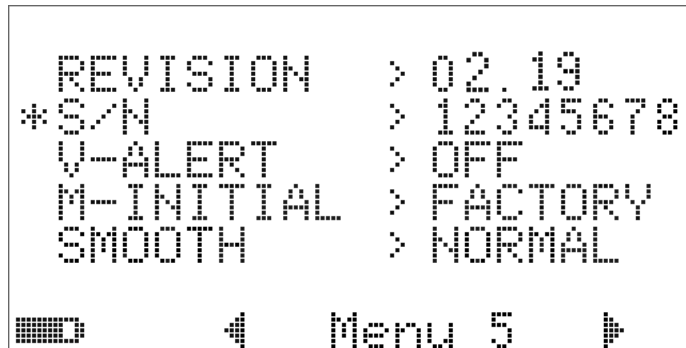 REVISION > 02.19
*S/N > 12345678
V-ALERT > OFF
M-INITIAL > FACTORY
SMOOTH > NORMAL
Menu 5